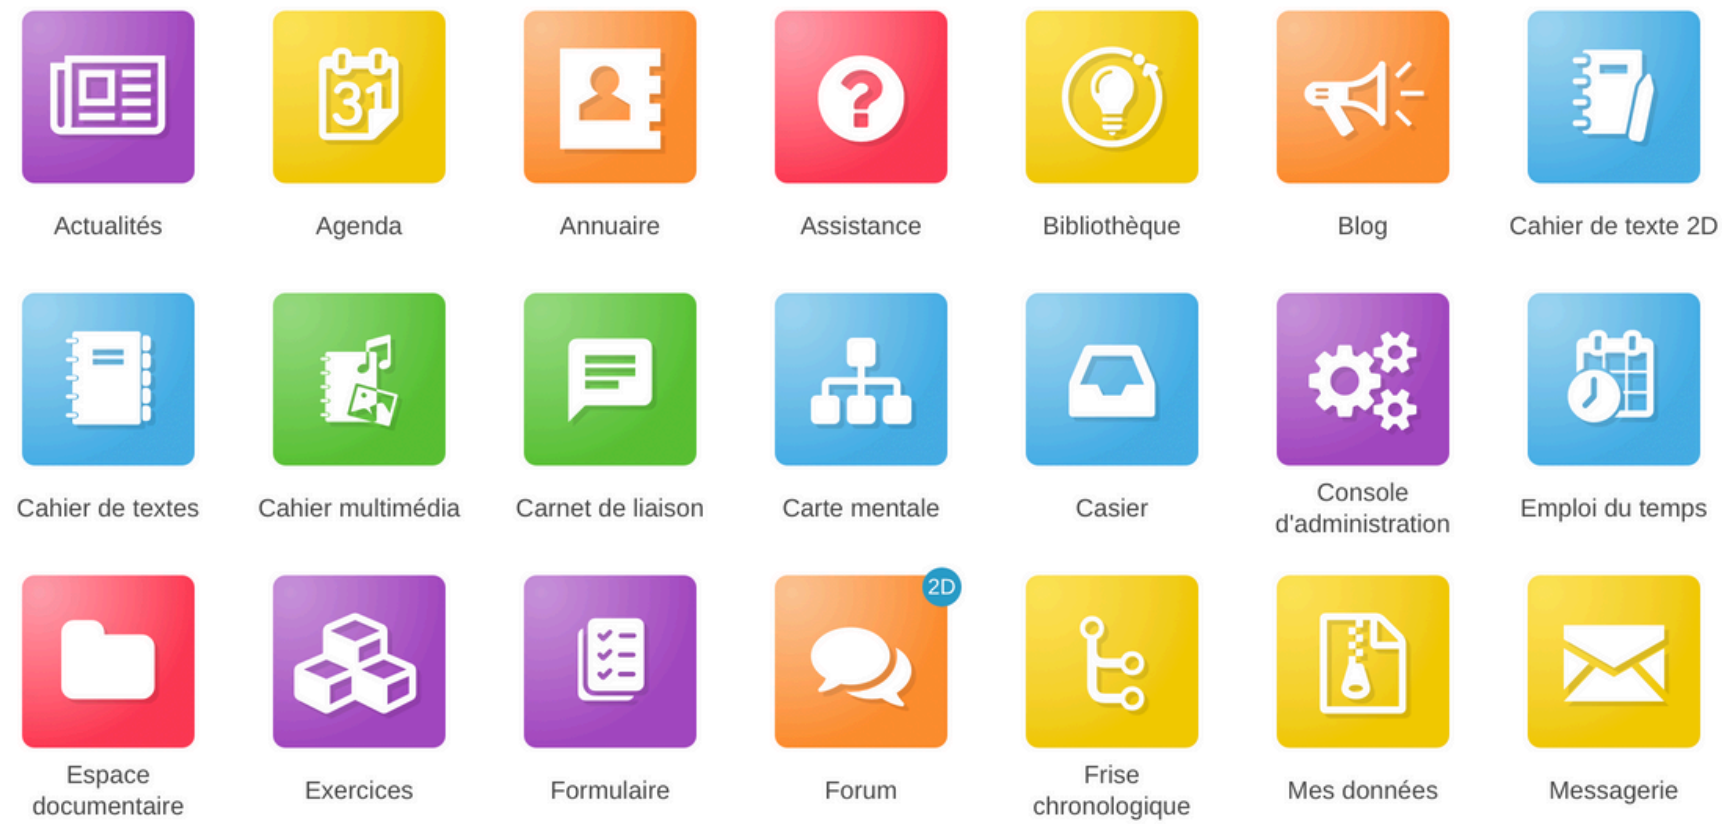 31
?
Actualités
Agenda
Annuaire
Assistance
Bibliothèque
Blog
Cahier de texte 2D
Cahier de textes
Cahier multimédia
Carnet de liaison
Carte mentale
Casier
Console
d'administration
Emploi du temps
2D
Espace
documentaire
Exercices
Formulaire
Forum
Frise
chronologique
Mes données
Messagerie